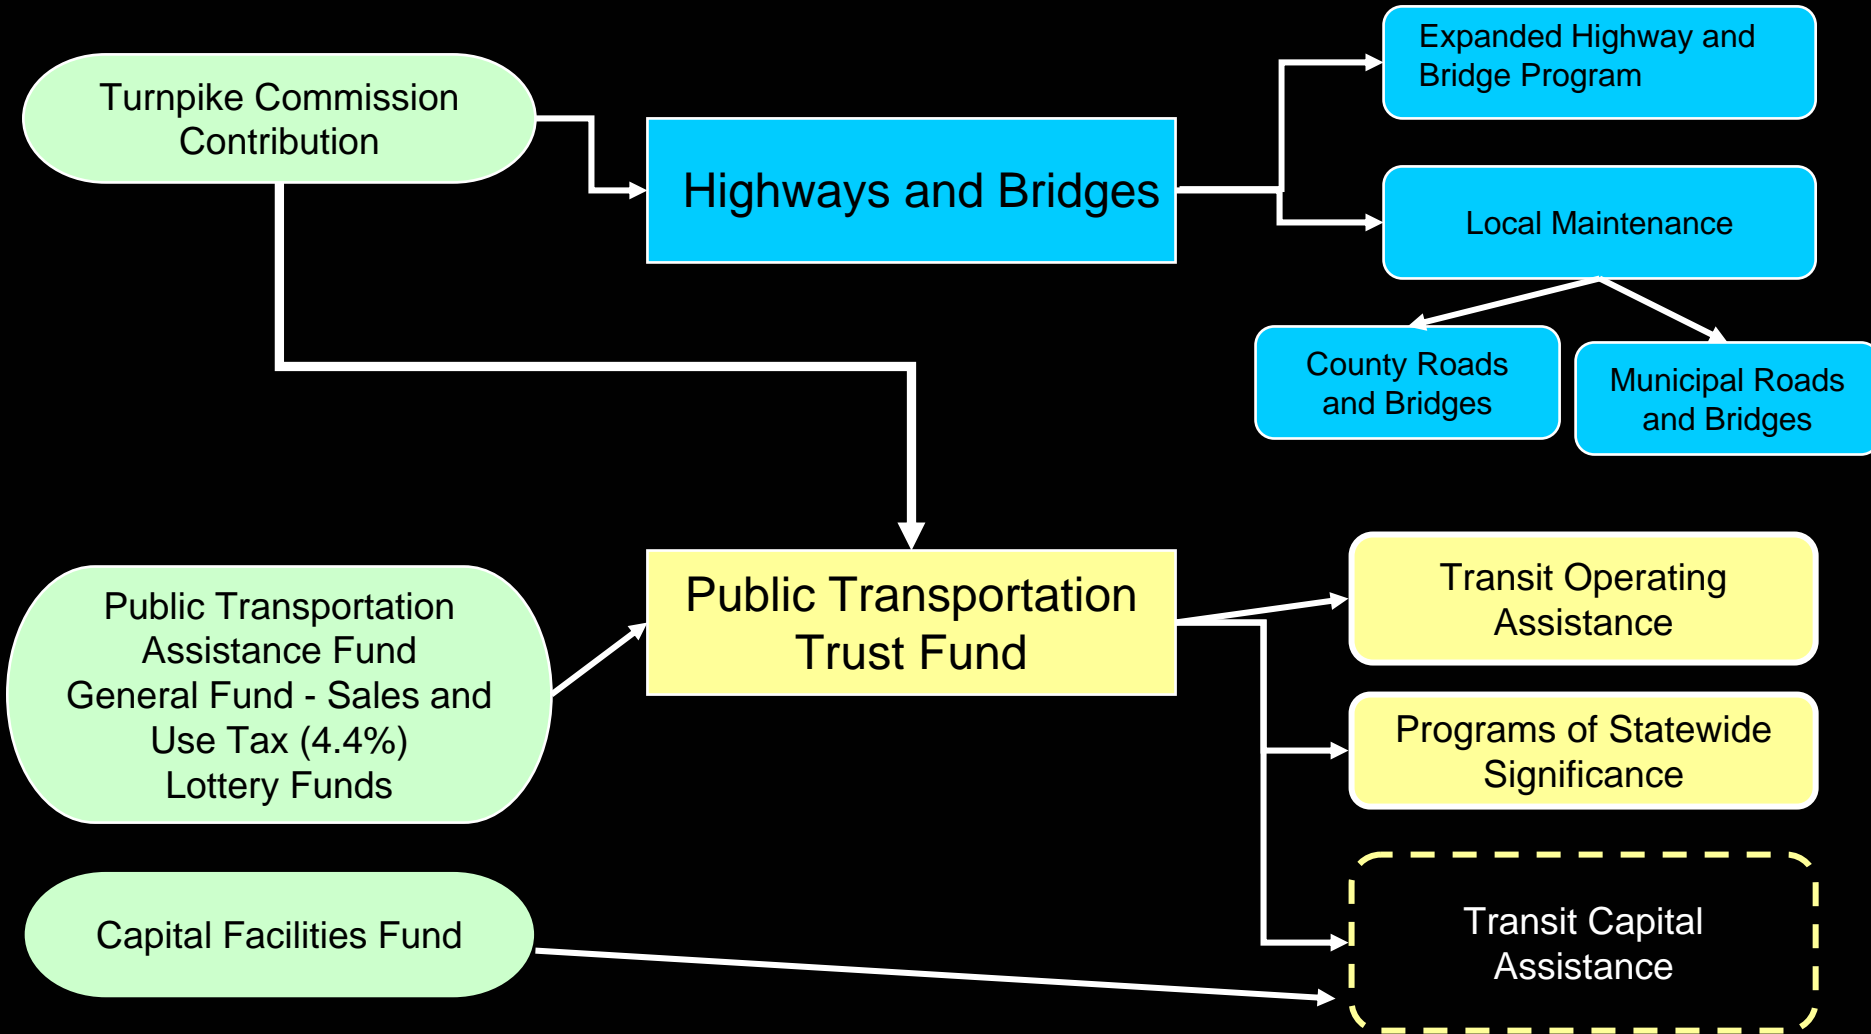 Turnpike Commission
Contribution
Highways and Bridges
Expanded Highway and
Bridge Program
Local Maintenance
County Roads
and Bridges
Municipal Roads
and Bridges
Public Transportation
Assistance Fund
General Fund - Sales and
Use Tax (4.4%)
Lottery Funds
Public Transportation
Trust Fund
Transit Operating
Assistance
Programs of Statewide
Significance
Capital Facilities Fund
Transit Capital
Assistance